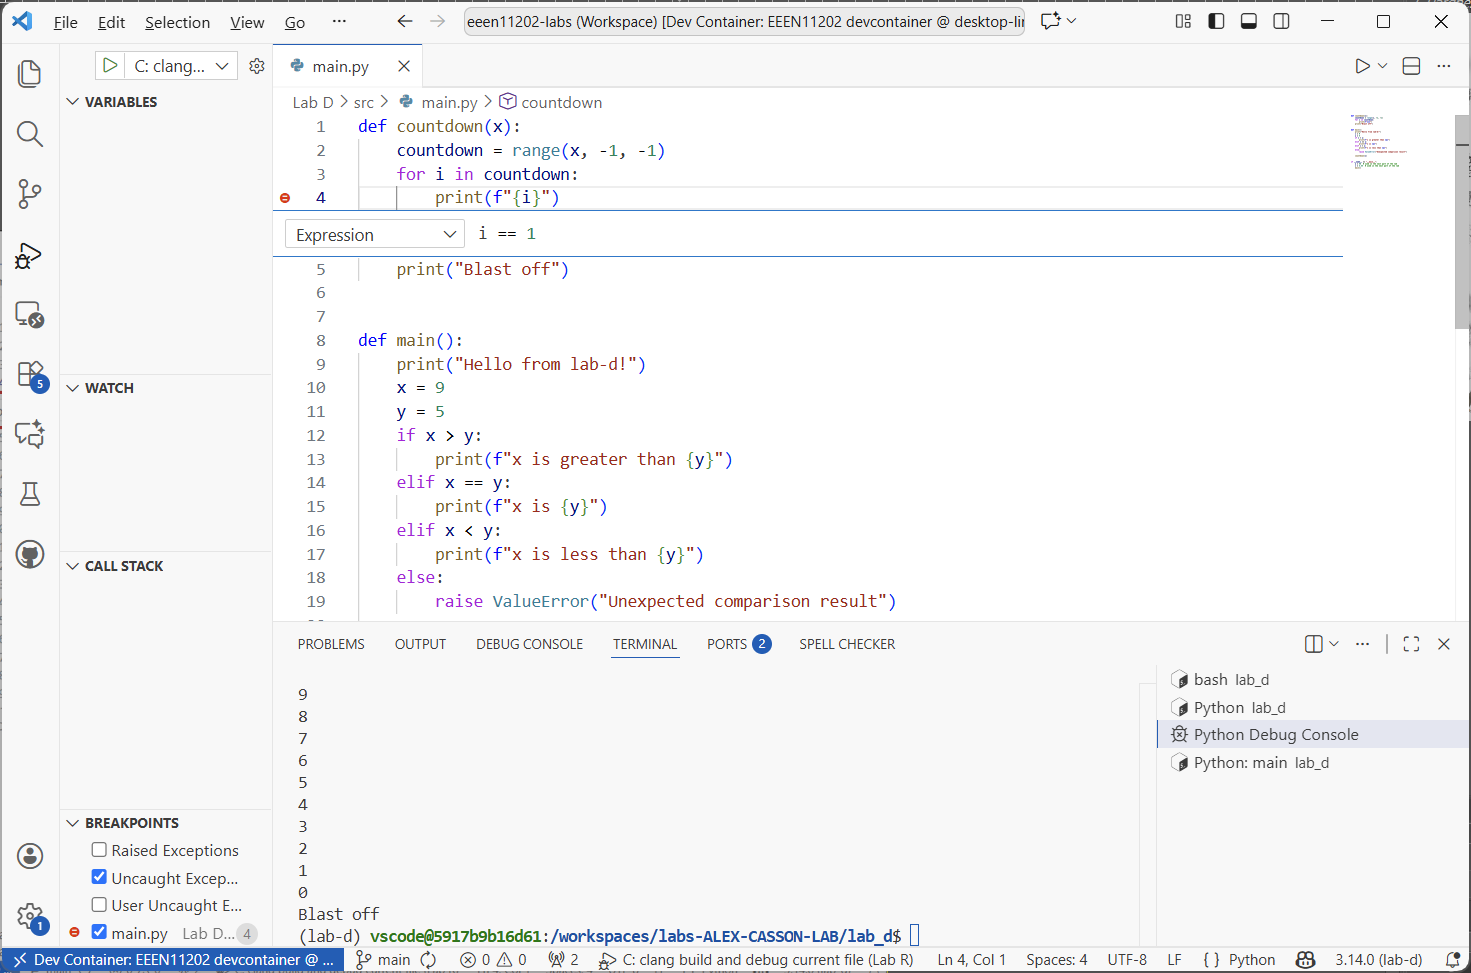 File Edit Selection View Go ··· eeen11202-labs (Workspace) [Dev Container: EEEN11202 devcontainer @ desktop-lir
C: clang...
main.py
VARIABLES
Lab D > src > main.py > countdown
1 def countdown(x):
2 countdown = range(x, -1, -1)
3 for i in countdown:
4 print(f"{i}")
Expression i == 1
5 print("Blast off")
6
7
8 def main():
9 print("Hello from lab-d!")
10 x = 9
11 y = 5
12 if x > y:
13 print(f"x is greater than {y}")
14 elif x == y:
15 print(f"x is {y}")
16 elif x < y:
17 print(f"x is less than {y}")
18 else:
19 raise ValueError("Unexpected comparison result")
WATCH
CALL STACK
BREAKPOINTS
Raised Exceptions
Uncaught Excep...
User Uncaught E...
main.py Lab D... 4
5
1
PROBLEMS OUTPUT DEBUG CONSOLE TERMINAL PORTS 2 SPELL CHECKER
9
8
7
6
5
4
3
2
1
0
Blast off
(lab-d) vscode@5917b9b16d61:/workspaces/labs-ALEX-CASSON-LAB/lab_d$
bash lab_d
Python lab_d
Python Debug Console
Python: main lab_d
Dev Container: EEEN11202 devcontainer @ ... main 0 0 2 C: clang build and debug current file (Lab R) Ln 4, Col 1 Spaces: 4 UTF-8 LF { } Python 3.14.0 (lab-d)